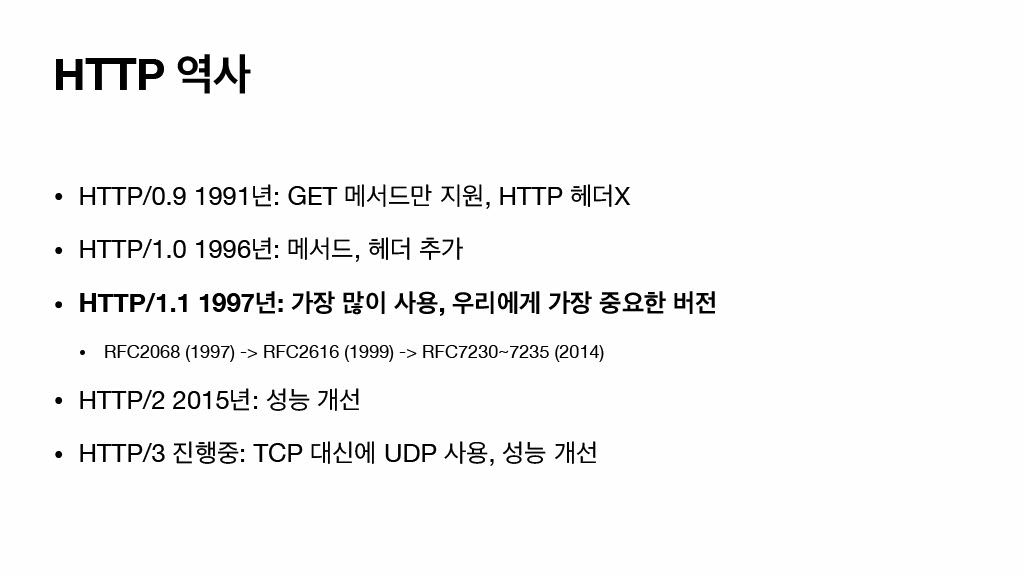 HTTP 역사
• HTTP/0.9 1991년: GET 메서드만 지원, HTTP 헤더X
• HTTP/1.0 1996년: 메서드, 헤더 추가
• HTTP/1.1 1997년: 가장 많이 사용, 우리에게 가장 중요한 버전
• RFC2068 (1997) -> RFC2616 (1999) -> RFC7230~7235 (2014)
• HTTP/2 2015년: 성능 개선
• HTTP/3 진행중: TCP 대신에 UDP 사용, 성능 개선